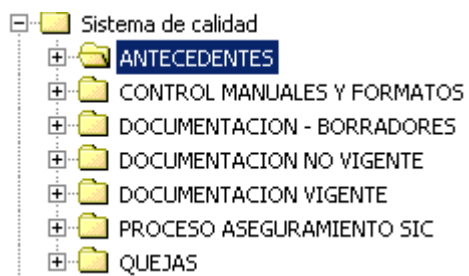 Sistema de calidad
ANTECEDENTES
CONTROL MANUALES Y FORMATOS
DOCUMENTACION - BORRADORES
DOCUMENTACION NO VIGENTE
DOCUMENTACION VIGENTE
PROCESO ASEGURAMIENTO SIC
QUEJAS